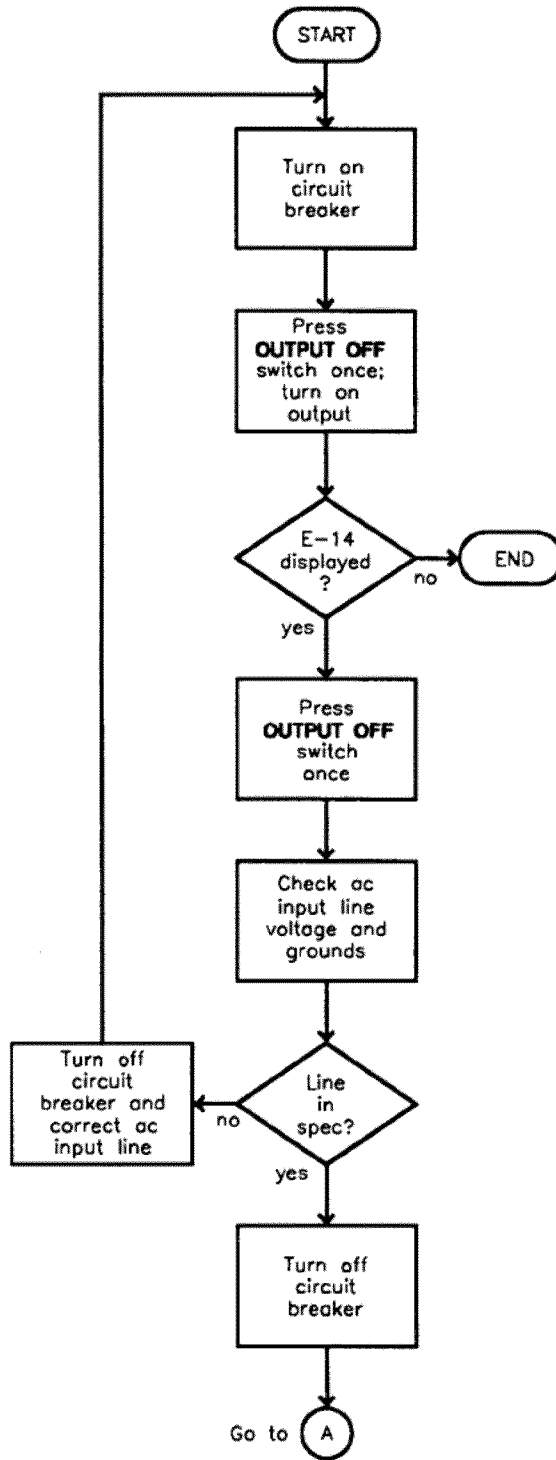 START
Turn on
circuit
breaker
Press
OUTPUT OFF
switch once;
turn on
output
E-14
displayed
?
no
END
yes
Press
OUTPUT OFF
switch
once
Check ac
input line
voltage and
grounds
Line
in
spec?
no
Turn off
circuit
breaker and
correct ac
input line
yes
Turn off
circuit
breaker
Go to
A